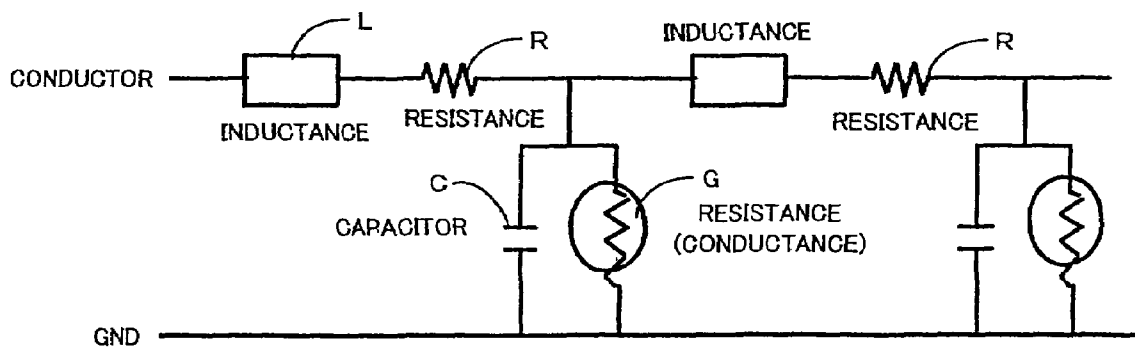 L
R
INDUCTANCE
R
CONDUCTOR
INDUCTANCE
RESISTANCE
RESISTANCE
C
G
CAPACITOR
RESISTANCE
(CONDUCTANCE)
GND